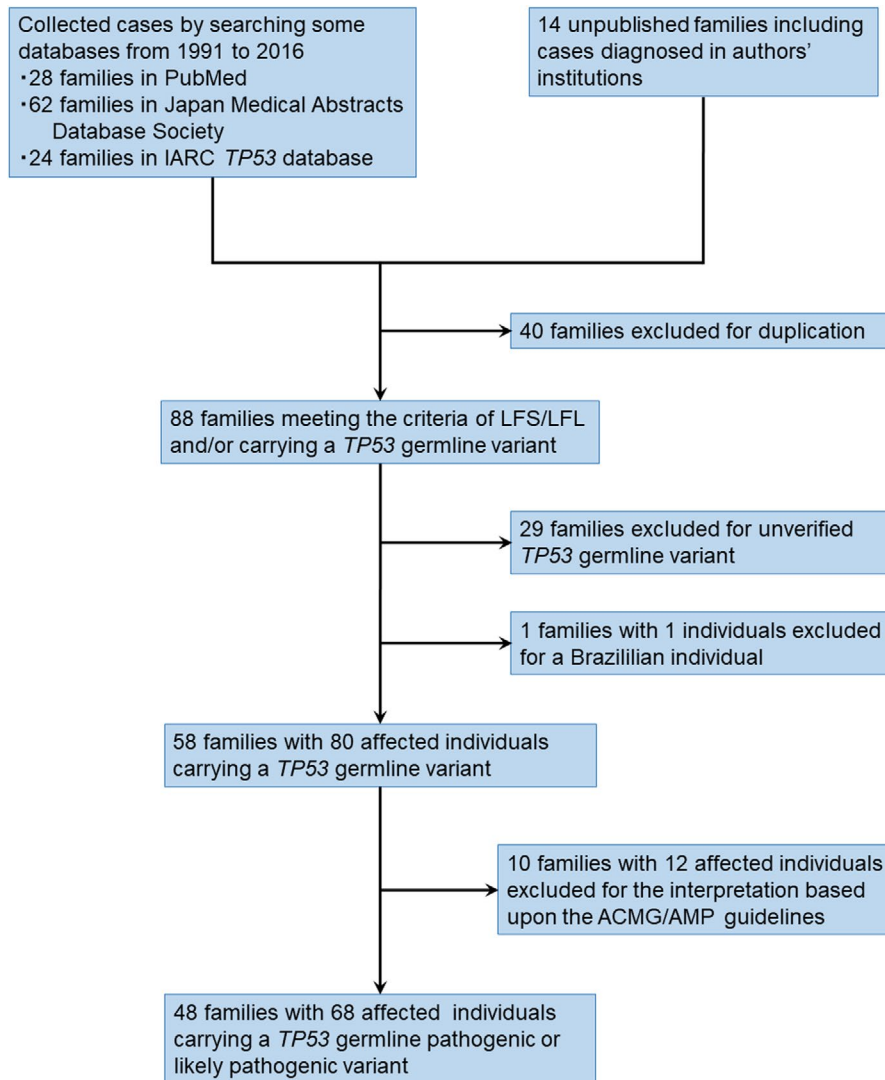 Collected cases by searching some
databases from 1991 to 2016
・28 families in PubMed
・62 families in Japan Medical Abstracts
Database Society
・24 families in IARC TP53 database
14 unpublished families including
cases diagnosed in authors'
institutions
40 families excluded for duplication
88 families meeting the criteria of LFS/LFL
and/or carrying a TP53 germline variant
29 families excluded for unverified
TP53 germline variant
1 families with 1 individuals excluded
for a Brazililian individual
58 families with 80 affected individuals
carrying a TP53 germline variant
10 families with 12 affected individuals
excluded for the interpretation based
upon the ACMG/AMP guidelines
48 families with 68 affected individuals
carrying a TP53 germline pathogenic or
likely pathogenic variant